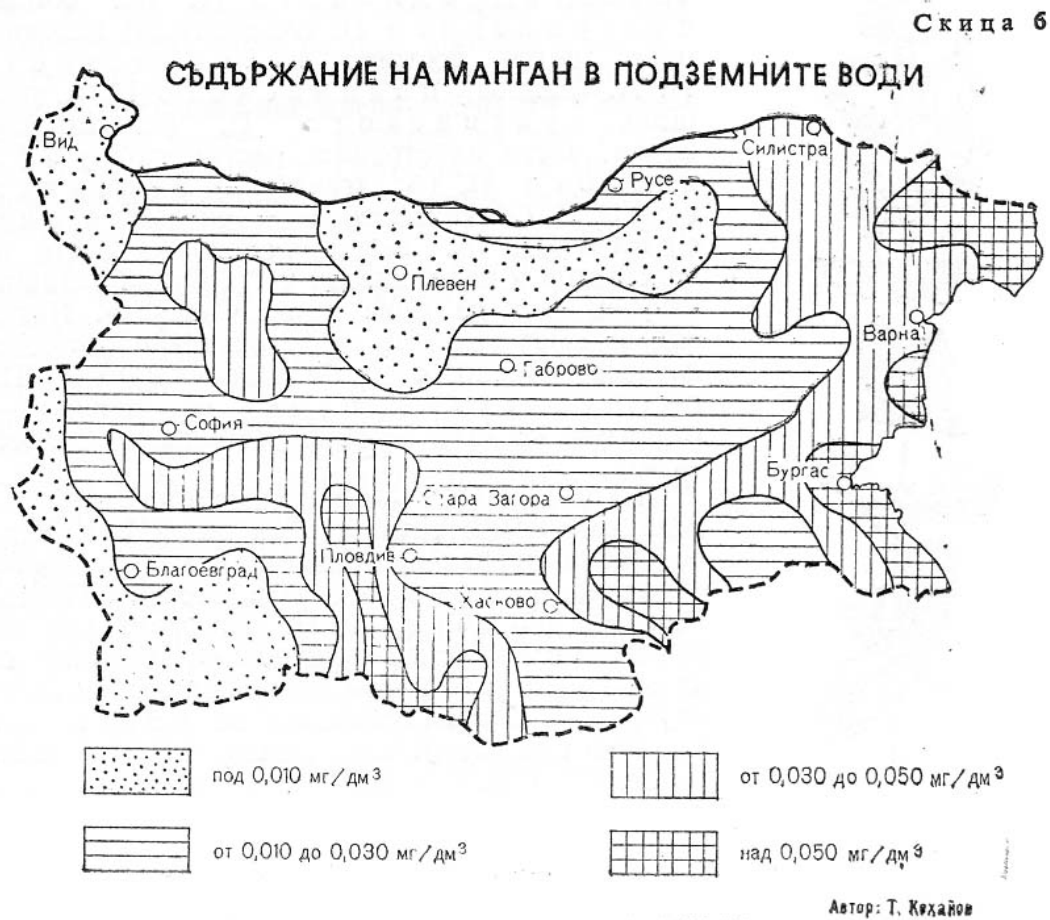 Скица 6
СЪДЪРЖАНИЕ НА МАНГАН В ПОДЗЕМНИТЕ ВОДИ
Вид
Силистра
Русе
Плевен
Варна
Габрово
София
Бургас
Стара Загора
Пловдив
Благоевград
Хасково
под 0,010 мг/дм³
от 0,030 до 0,050 мг/дм³
от 0,010 до 0,030 мг/дм³
над 0,050 мг/дм³
Автор: Т. Кехайов